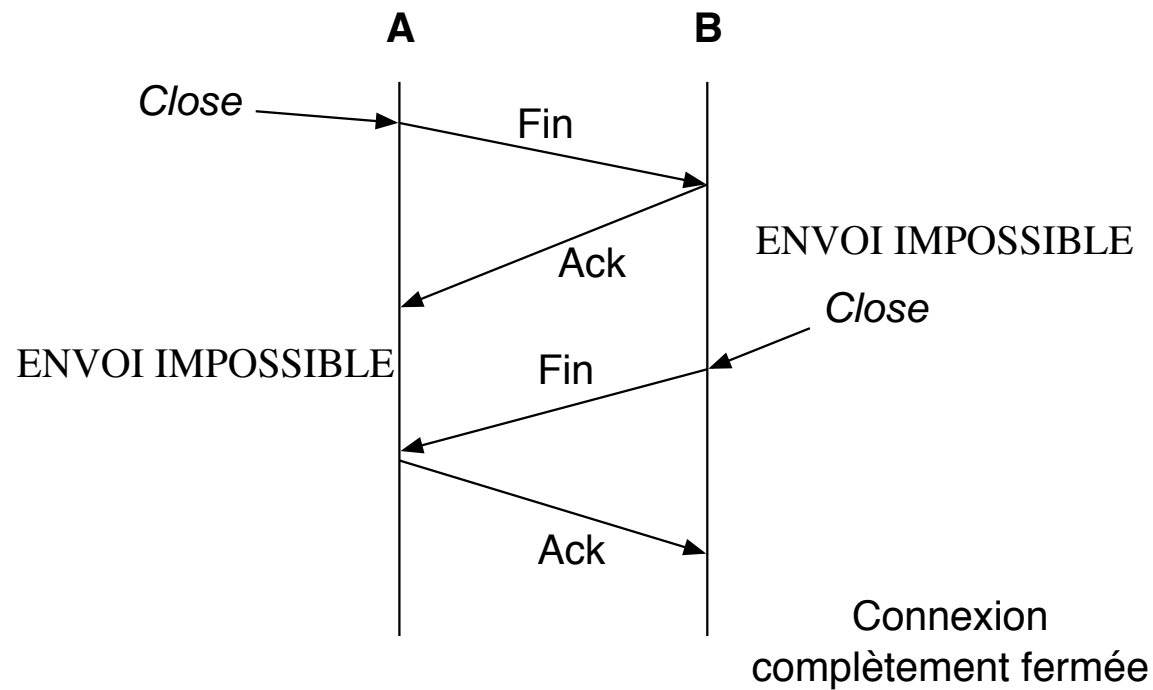 A
B
Close
Fin
ENVOI IMPOSSIBLE
Ack
Close
ENVOI IMPOSSIBLE
Fin
Ack
Connexion
complètement fermée